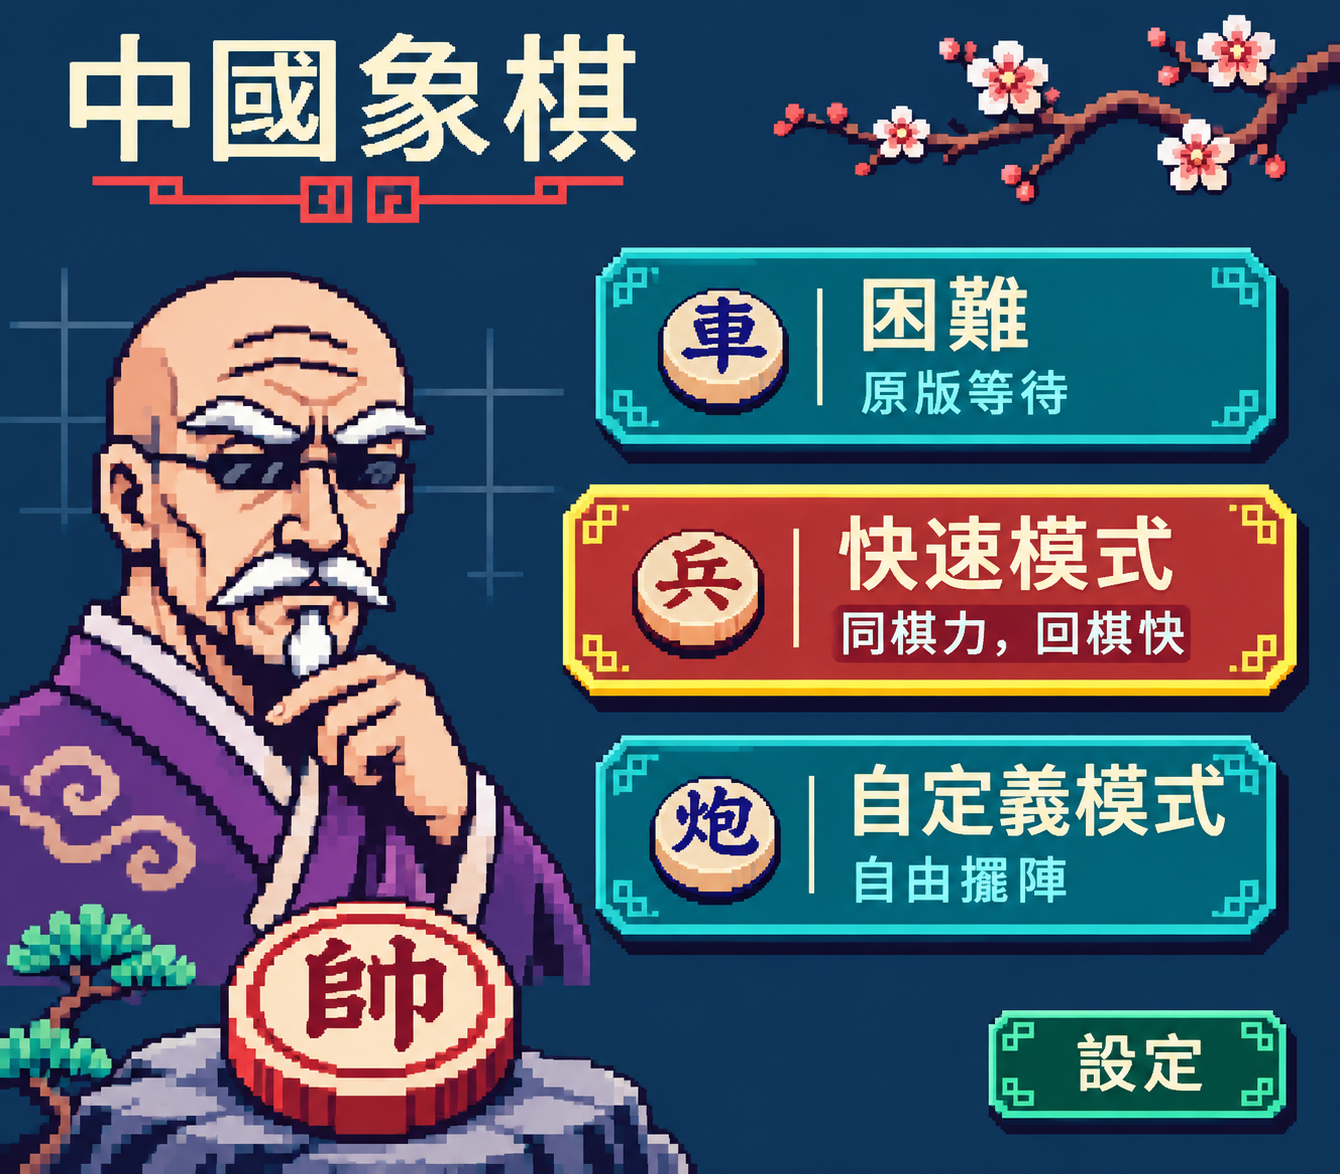 中國象棋
車
困難
原版等待
兵
快速模式
同棋力，回棋快
炮
自定義模式
自由擺陣
帥
設定